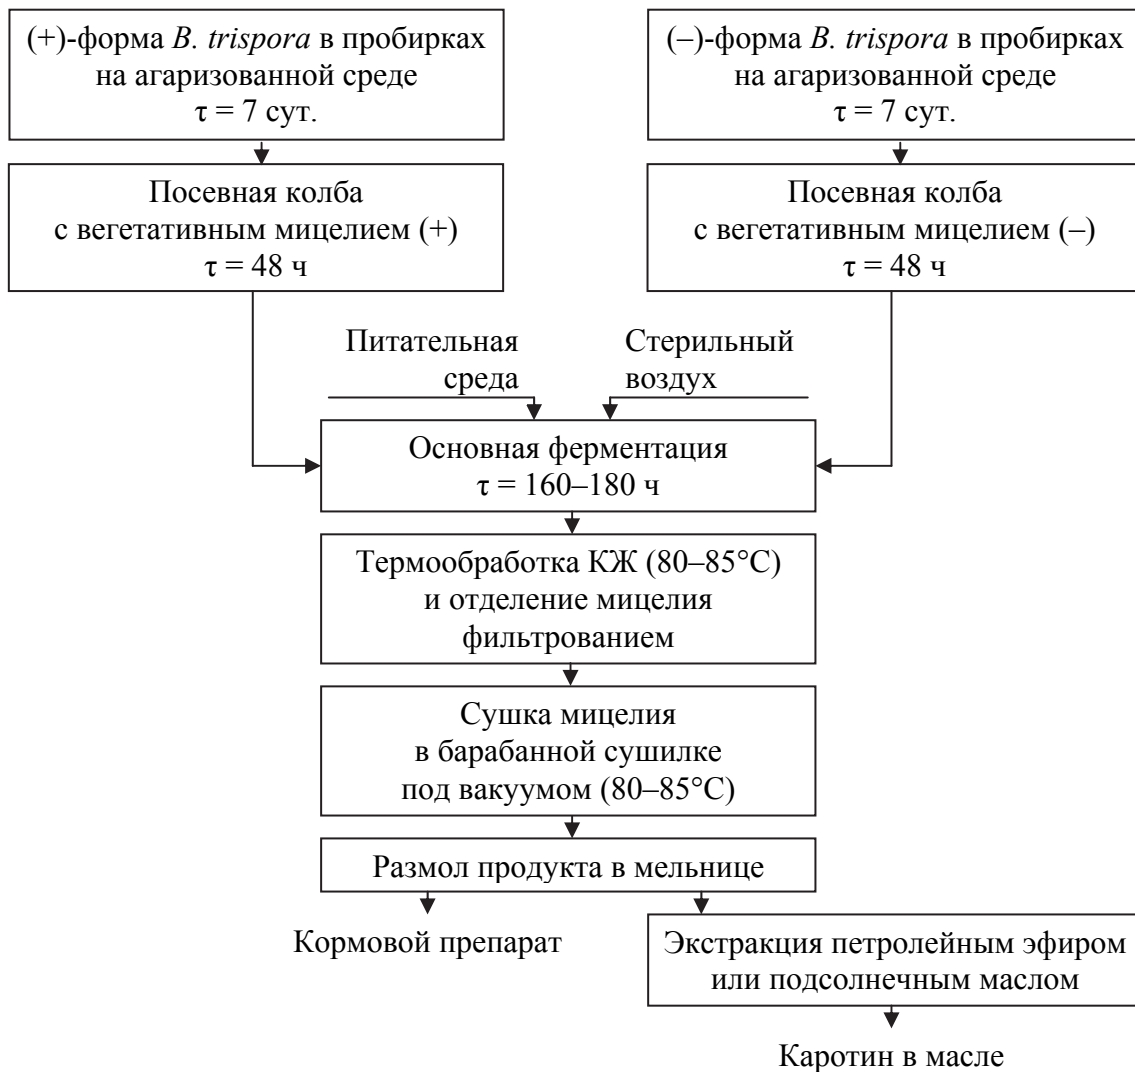 (+)-форма B. trispora в пробирках
на агаризованной среде
τ = 7 сут.
(–)-форма B. trispora в пробирках
на агаризованной среде
τ = 7 сут.
Посевная колба
с вегетативным мицелием (+)
τ = 48 ч
Посевная колба
с вегетативным мицелием (–)
τ = 48 ч
Питательная
среда
Стерильный
воздух
Основная ферментация
τ = 160–180 ч
Термообработка КЖ (80–85°С)
и отделение мицелия
фильтрованием
Сушка мицелия
в барабанной сушилке
под вакуумом (80–85°С)
Размол продукта в мельнице
Кормовой препарат
Экстракция петролейным эфиром
или подсолнечным маслом
Каротин в масле